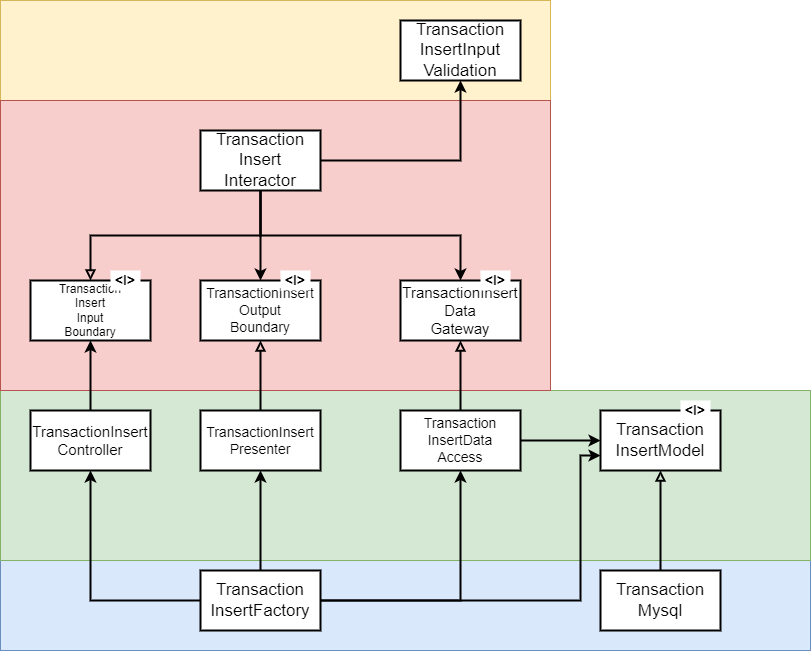 Transaction
InsertInput
Validation
Transaction
Insert
Interactor
<I>
Transaction
Insert
Input
Boundary
<I>
TransactionInsert
Output
Boundary
<I>
TransactionInsert
Data
Gateway
TransactionInsert
Controller
TransactionInsert
Presenter
Transaction
InsertData
Access
<I>
Transaction
InsertModel
Transaction
InsertFactory
Transaction
Mysql